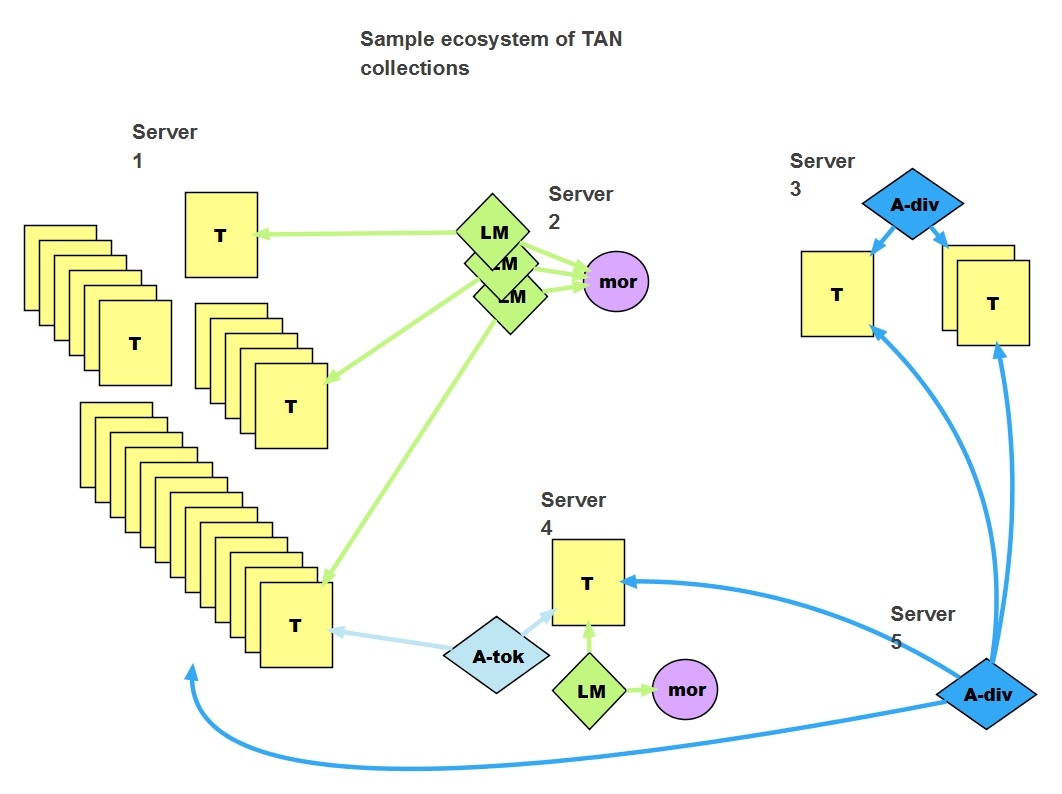 Sample ecosystem of TAN
collections
Server
1
Server
2
Server
3
A-div
T
LM
LM
LM
mor
T
T
T
T
T
Server
4
T
Server
5
T
A-tok
LM
mor
A-div